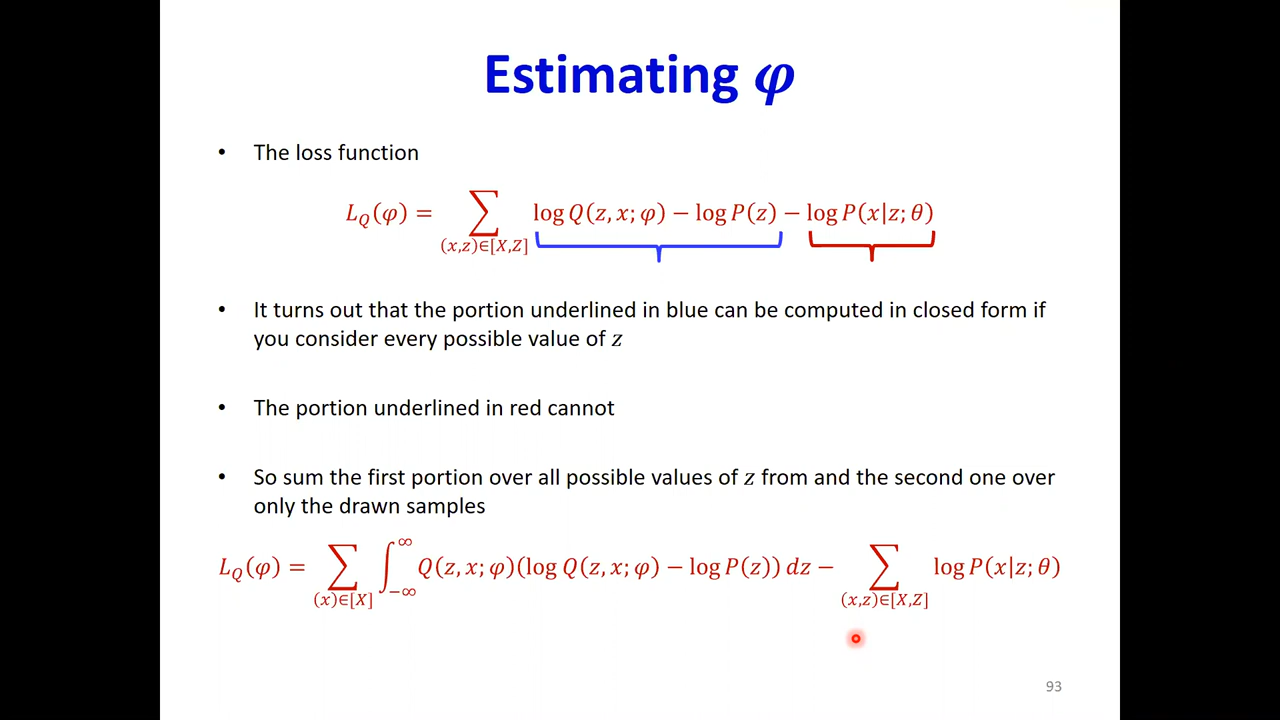 Estimating φ
• The loss function
L_Q(φ) = ∑_{(x,z)∈[X,Z]} log Q(z, x; φ) − log P(z) − log P(x|z; θ)
• It turns out that the portion underlined in blue can be computed in closed form if
you consider every possible value of z
• The portion underlined in red cannot
• So sum the first portion over all possible values of z from and the second one over
only the drawn samples
L_Q(φ) = ∑_{(x)∈[X]} ∫_{−∞}^{∞} Q(z, x; φ)(log Q(z, x; φ) − log P(z)) dz − ∑_{(x,z)∈[X,Z]} log P(x|z; θ)
93